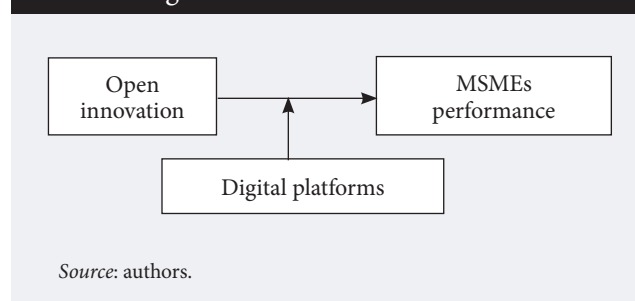 Open
innovation
MSMEs
performance
Digital platforms
Source: authors.